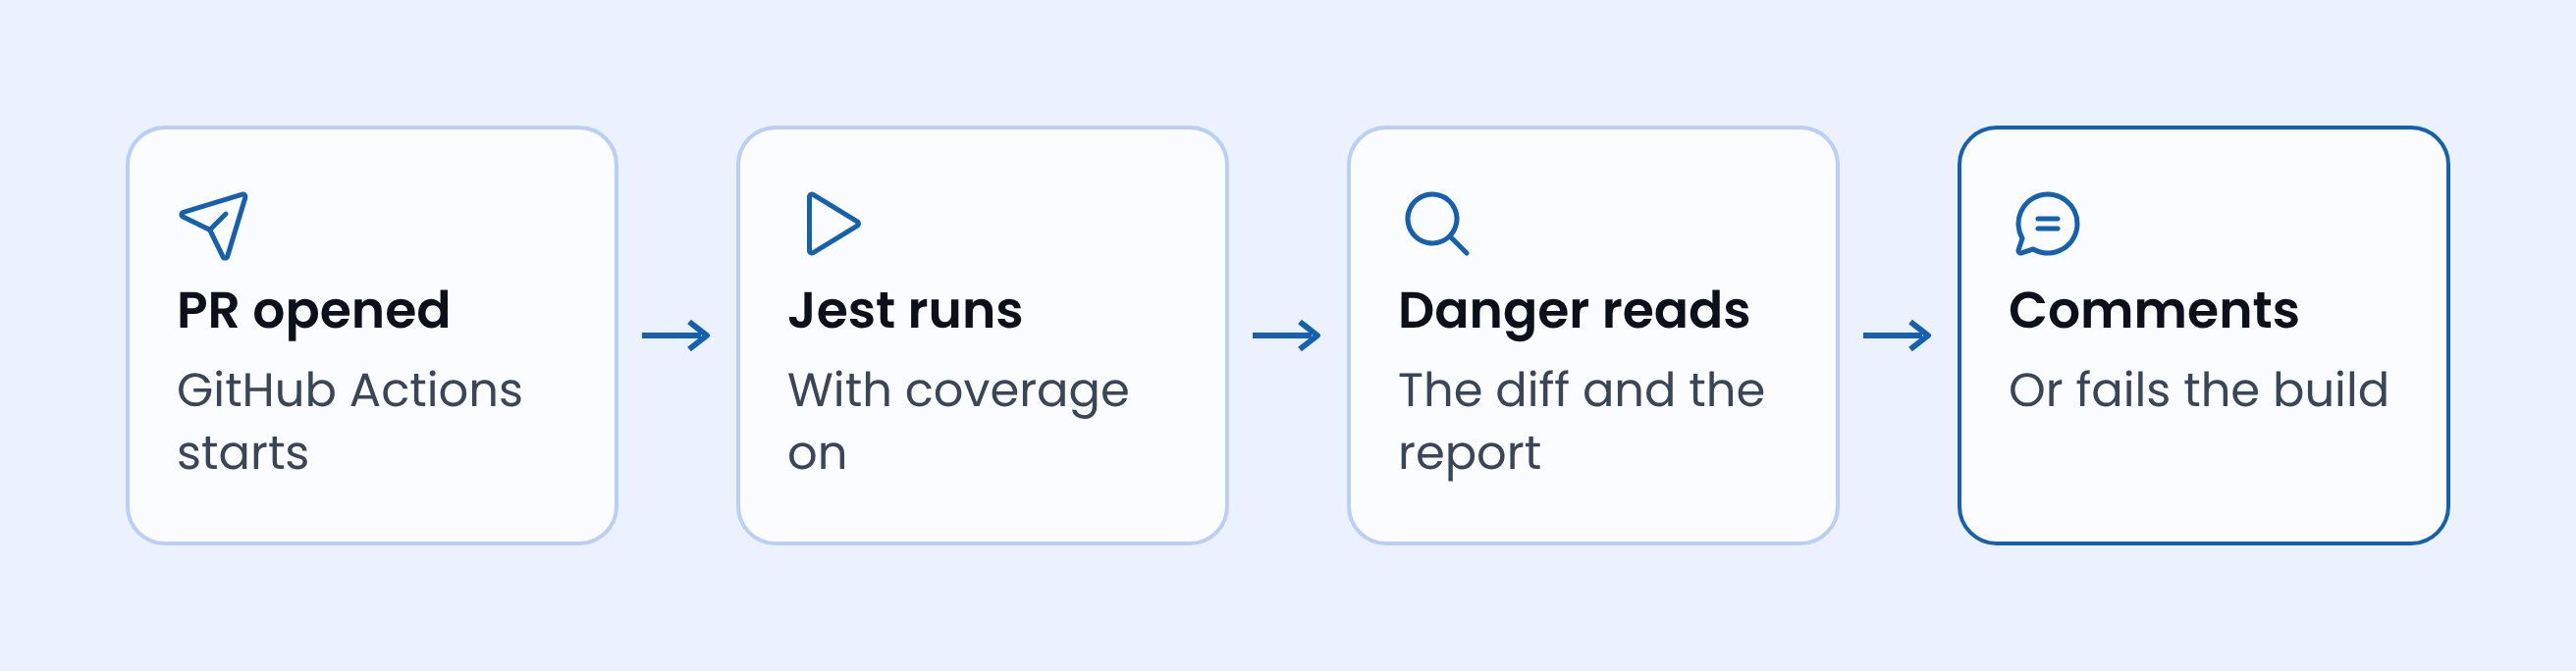 PR opened
GitHub Actions
starts
Jest runs
With coverage
on
Danger reads
The diff and the
report
Comments
Or fails the build